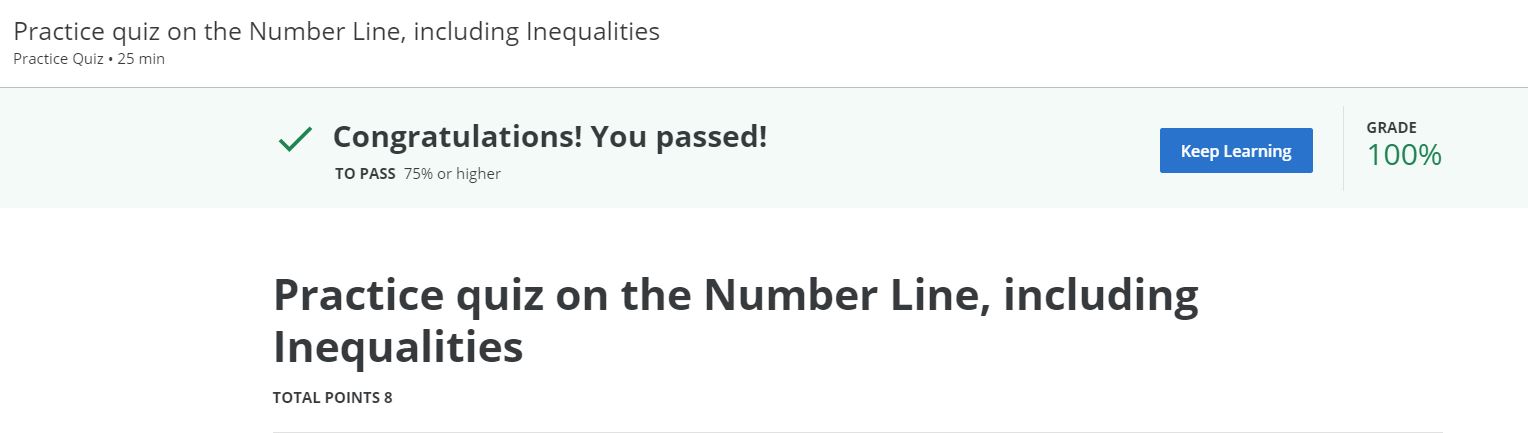 Practice quiz on the Number Line, including Inequalities
Practice Quiz • 25 min
Congratulations! You passed!
TO PASS 75% or higher
Keep Learning
GRADE
100%
Practice quiz on the Number Line, including
Inequalities
TOTAL POINTS 8